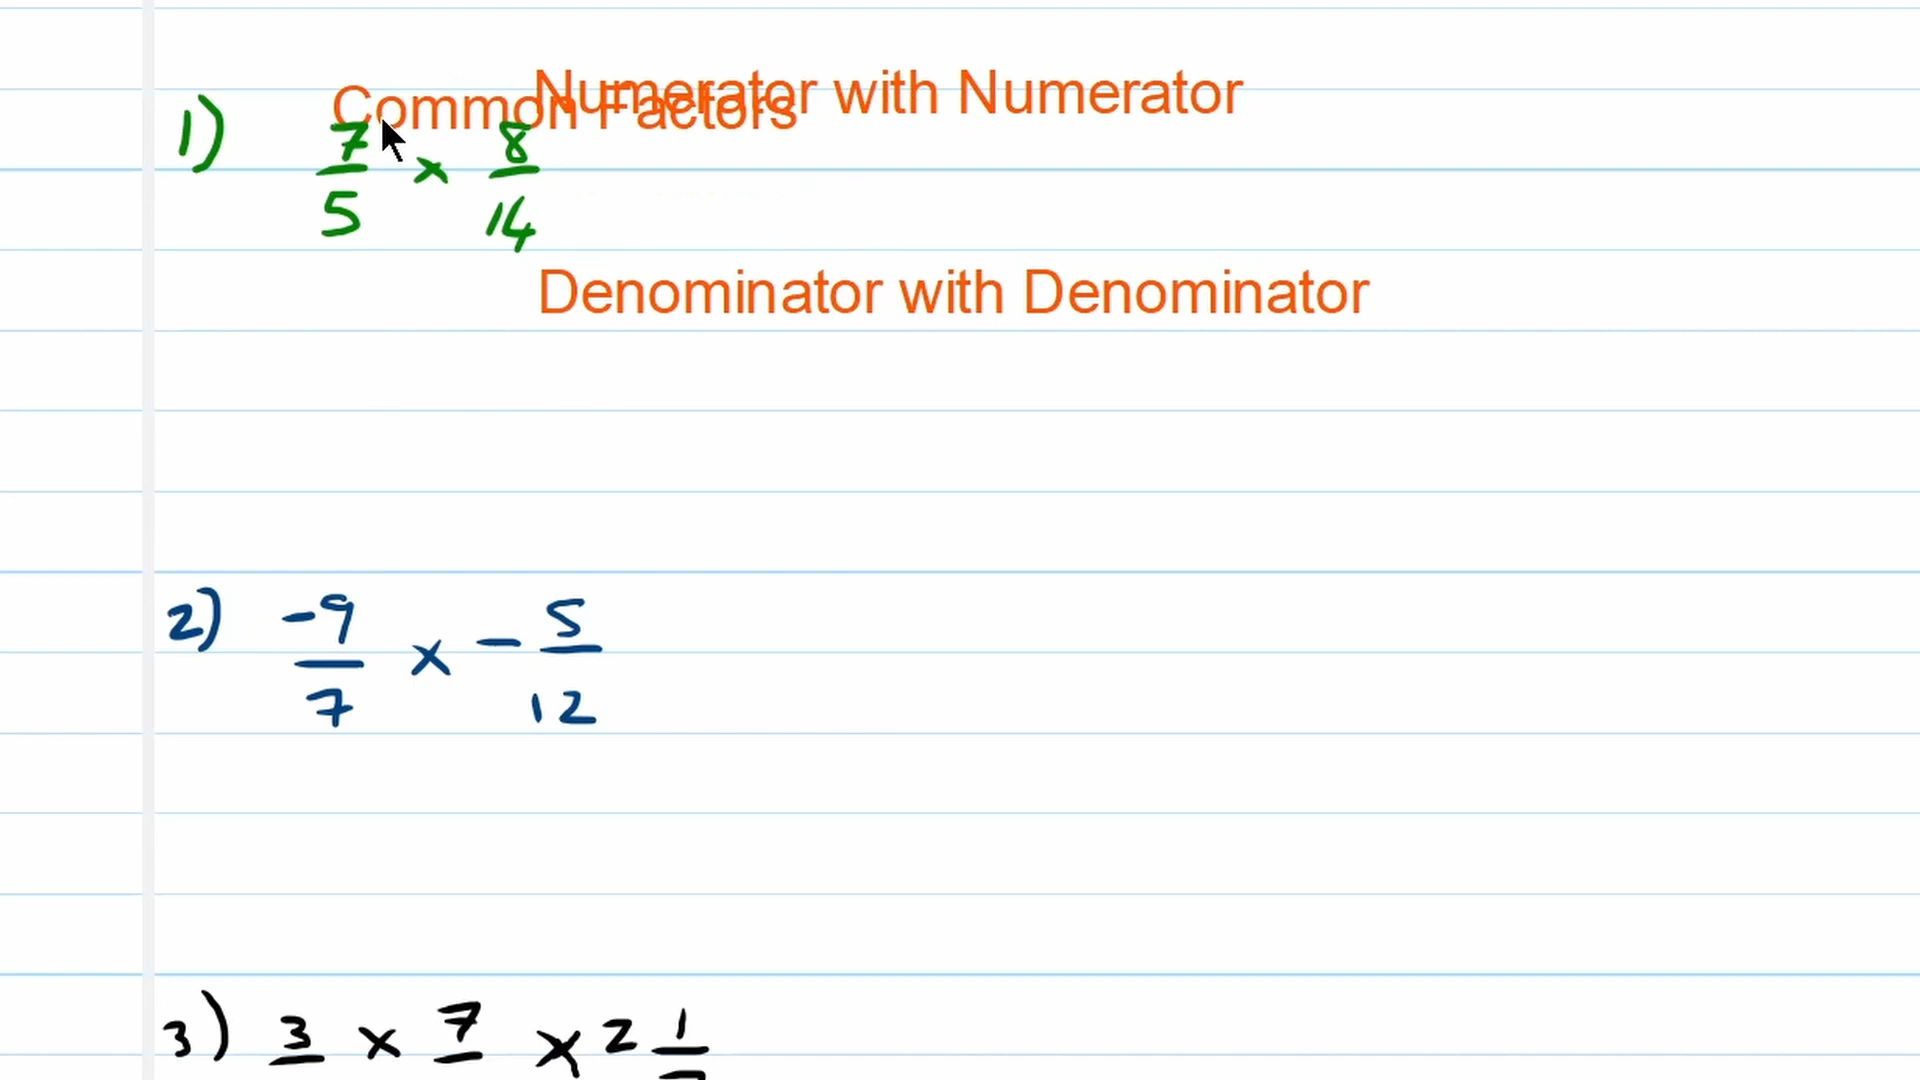 Numerator with Numerator
Common Factors
1) 7/5 × 8/14
Denominator with Denominator
2) -9/7 × - 5/12
3) 3 × 7 × 2 1